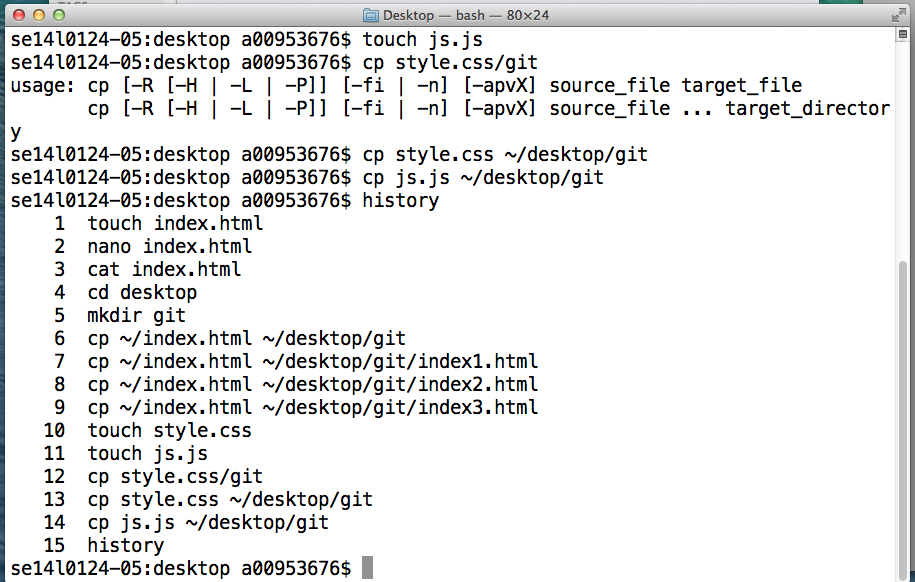 Desktop — bash — 80×24
se14l0124-05:desktop a00953676$ touch js.js
se14l0124-05:desktop a00953676$ cp style.css/git
usage: cp [-R [-H | -L | -P]] [-fi | -n] [-apvX] source_file target_file
       cp [-R [-H | -L | -P]] [-fi | -n] [-apvX] source_file ... target_director
y
se14l0124-05:desktop a00953676$ cp style.css ~/desktop/git
se14l0124-05:desktop a00953676$ cp js.js ~/desktop/git
se14l0124-05:desktop a00953676$ history
    1  touch index.html
    2  nano index.html
    3  cat index.html
    4  cd desktop
    5  mkdir git
    6  cp ~/index.html ~/desktop/git
    7  cp ~/index.html ~/desktop/git/index1.html
    8  cp ~/index.html ~/desktop/git/index2.html
    9  cp ~/index.html ~/desktop/git/index3.html
   10  touch style.css
   11  touch js.js
   12  cp style.css/git
   13  cp style.css ~/desktop/git
   14  cp js.js ~/desktop/git
   15  history
se14l0124-05:desktop a00953676$